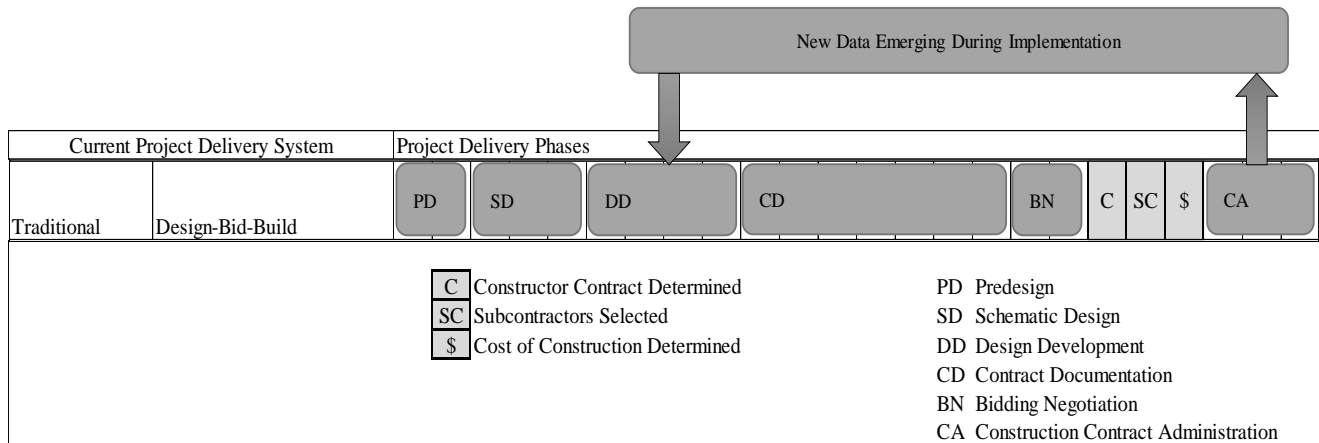 New Data Emerging During Implementation
Current Project Delivery System Project Delivery Phases
PD SD DD CD BN C SC $ CA
Traditional Design-Bid-Build
C Constructor Contract Determined
SC Subcontractors Selected
$ Cost of Construction Determined
PD Predesign
SD Schematic Design
DD Design Development
CD Contract Documentation
BN Bidding Negotiation
CA Construction Contract Administration